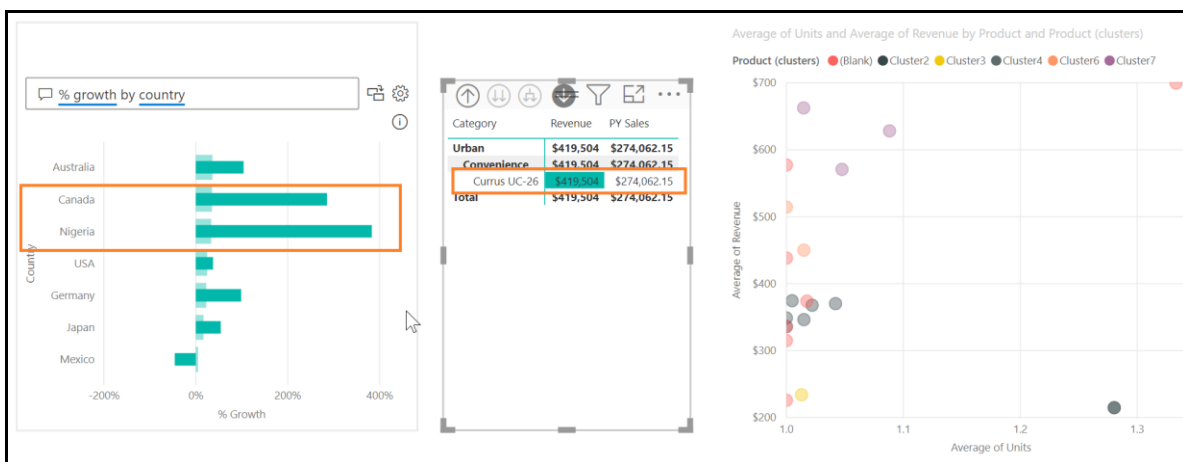 % growth by country
Australia
Canada
Nigeria
USA
Germany
Japan
Mexico
Country
-200%
0%
200%
400%
% Growth
Category Revenue PY Sales
Urban $419,504 $274,062.15
Convenience $419,504 $274,062.15
Currus UC-26 $419,504 $274,062.15
Total $419,504 $274,062.15
Average of Units and Average of Revenue by Product and Product (clusters)
Product (clusters) (Blank) Cluster2 Cluster3 Cluster4 Cluster6 Cluster7
$700
$600
$500
$400
$300
$200
Average of Revenue
1.0
1.1
1.2
1.3
Average of Units